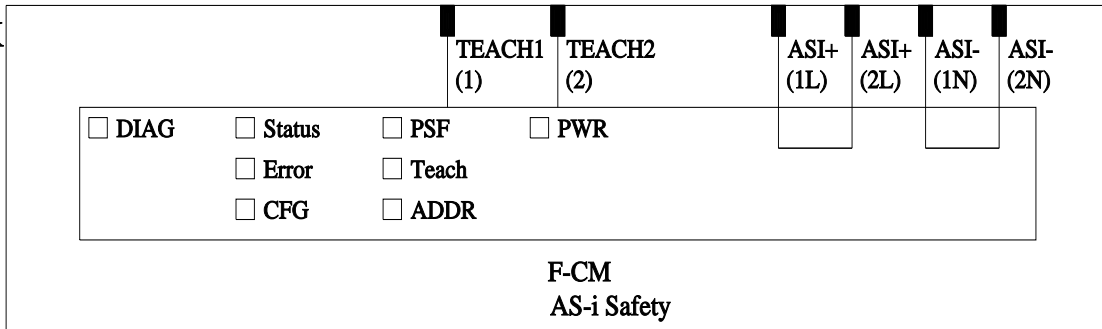 TEACH1 TEACH2 ASI+ ASI+ ASI- ASI-
(1) (2) (1L) (2L) (1N) (2N)
DIAG Status PSF PWR
Error Teach
CFG ADDR
F-CM
AS-i Safety